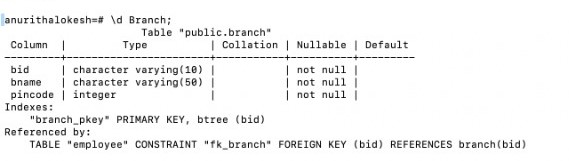 anurithalokesh=# \d Branch;
Table "public.branch"
Column | Type | Collation | Nullable | Default
---------+-----------------------+-----------+----------+---------
bid | character varying(10) | | not null |
bname | character varying(50) | | not null |
pincode | integer | | not null |
Indexes:
"branch_pkey" PRIMARY KEY, btree (bid)
Referenced by:
TABLE "employee" CONSTRAINT "fk_branch" FOREIGN KEY (bid) REFERENCES branch(bid)